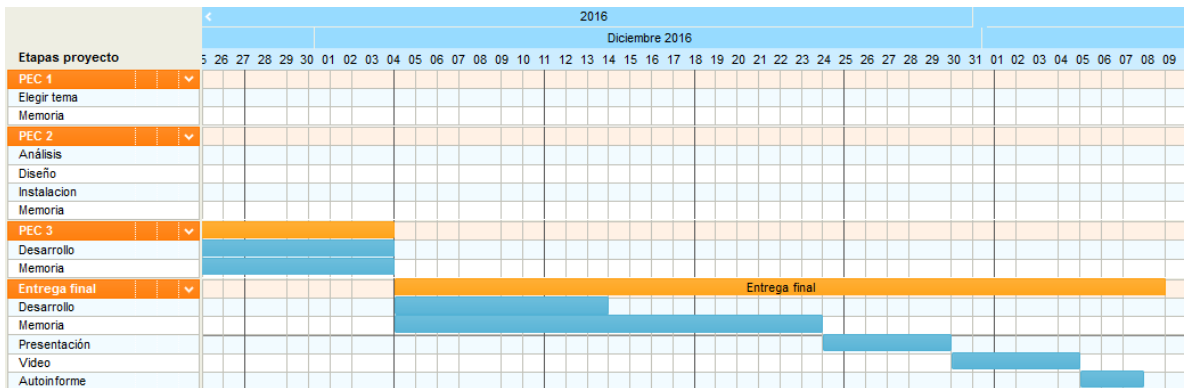 2016
Diciembre 2016
Etapas proyecto 26 27 28 29 30 01 02 03 04 05 06 07 08 09 10 11 12 13 14 15 16 17 18 19 20 21 22 23 24 25 26 27 28 29 30 31 01 02 03 04 05 06 07 08 09
PEC 1
Elegir tema
Memoria
PEC 2
Análisis
Diseño
Instalacion
Memoria
PEC 3
Desarrollo
Memoria
Entrega final Entrega final
Desarrollo
Memoria
Presentación
Video
Autoinforme